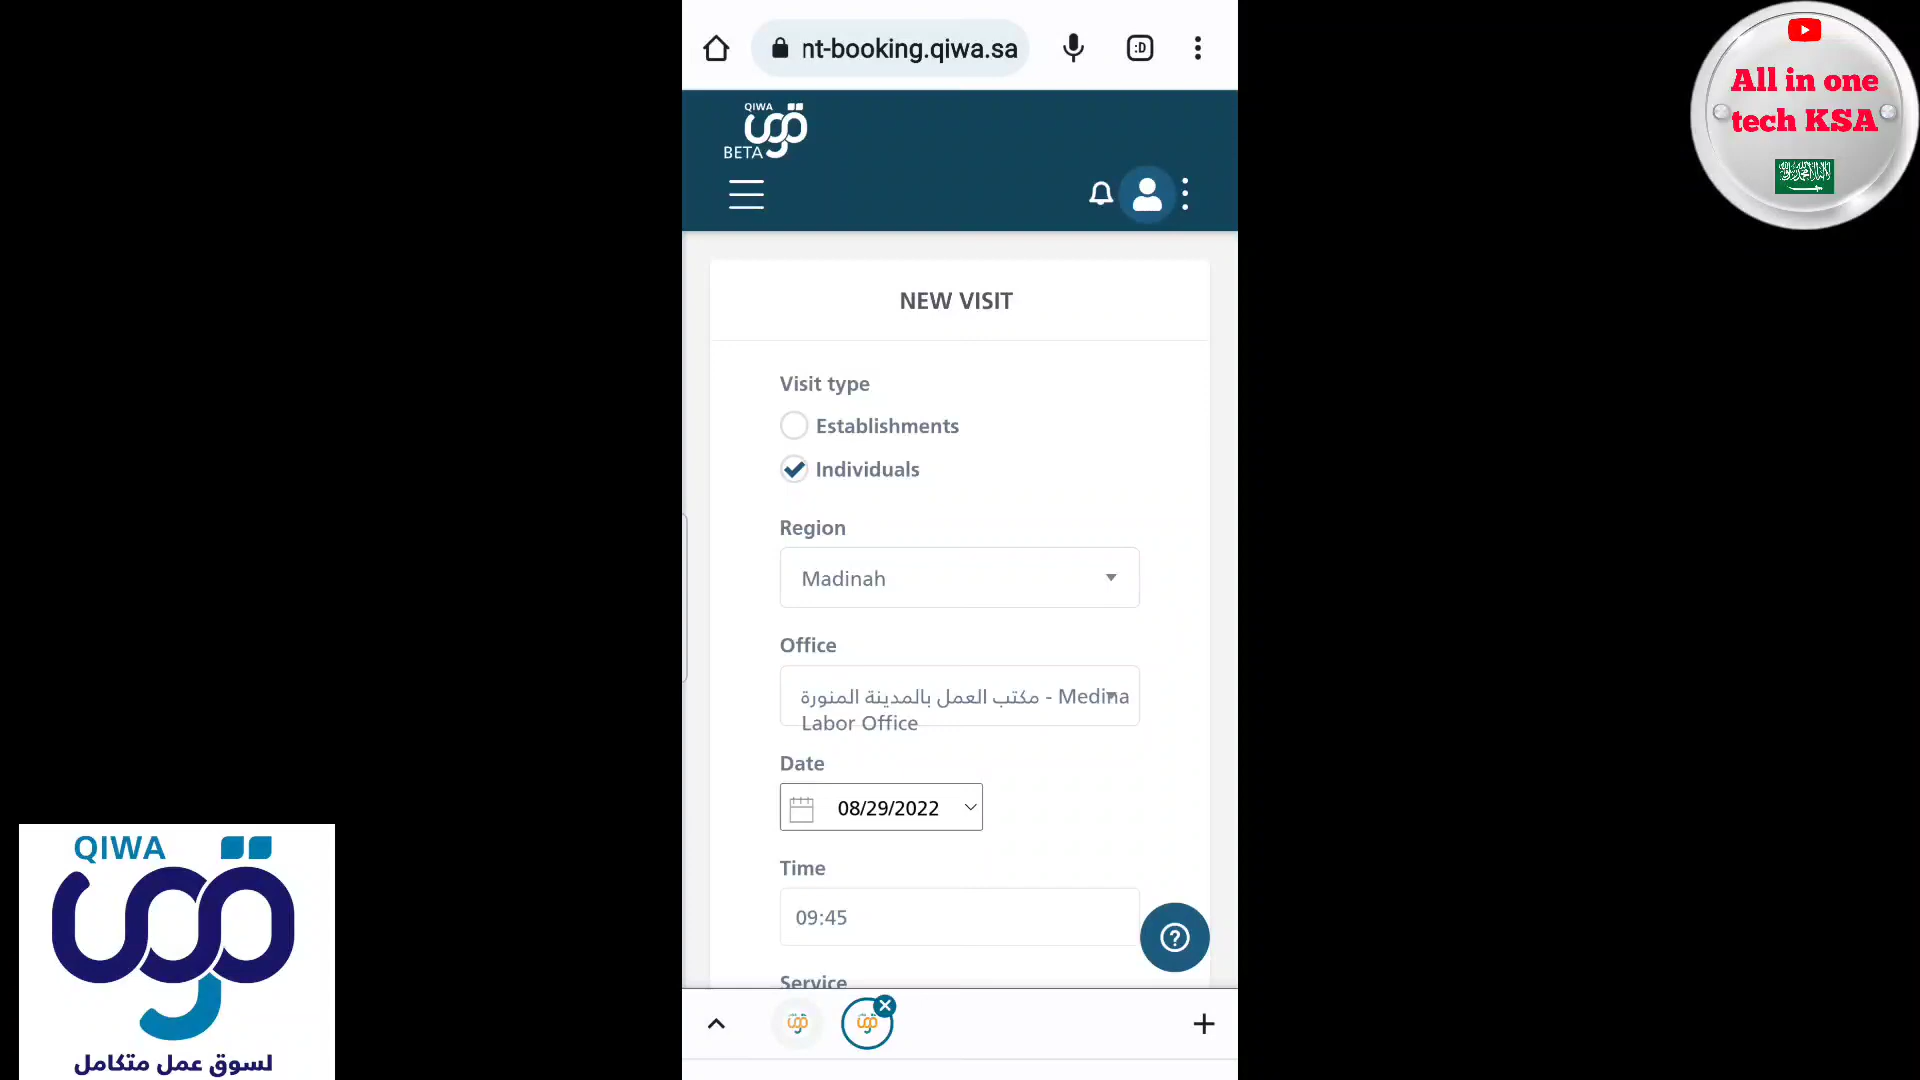 nt-booking.qiwa.sa
:D
All in one
tech KSA
QIWA
قوى
BETA
NEW VISIT
Visit type
Establishments
Individuals
Region
Madinah
Office
مكتب العمل بالمدينة المنورة - Medina
Labor Office
Date
08/29/2022
Time
09:45
Service
QIWA
قوى
لسوق عمل متكامل